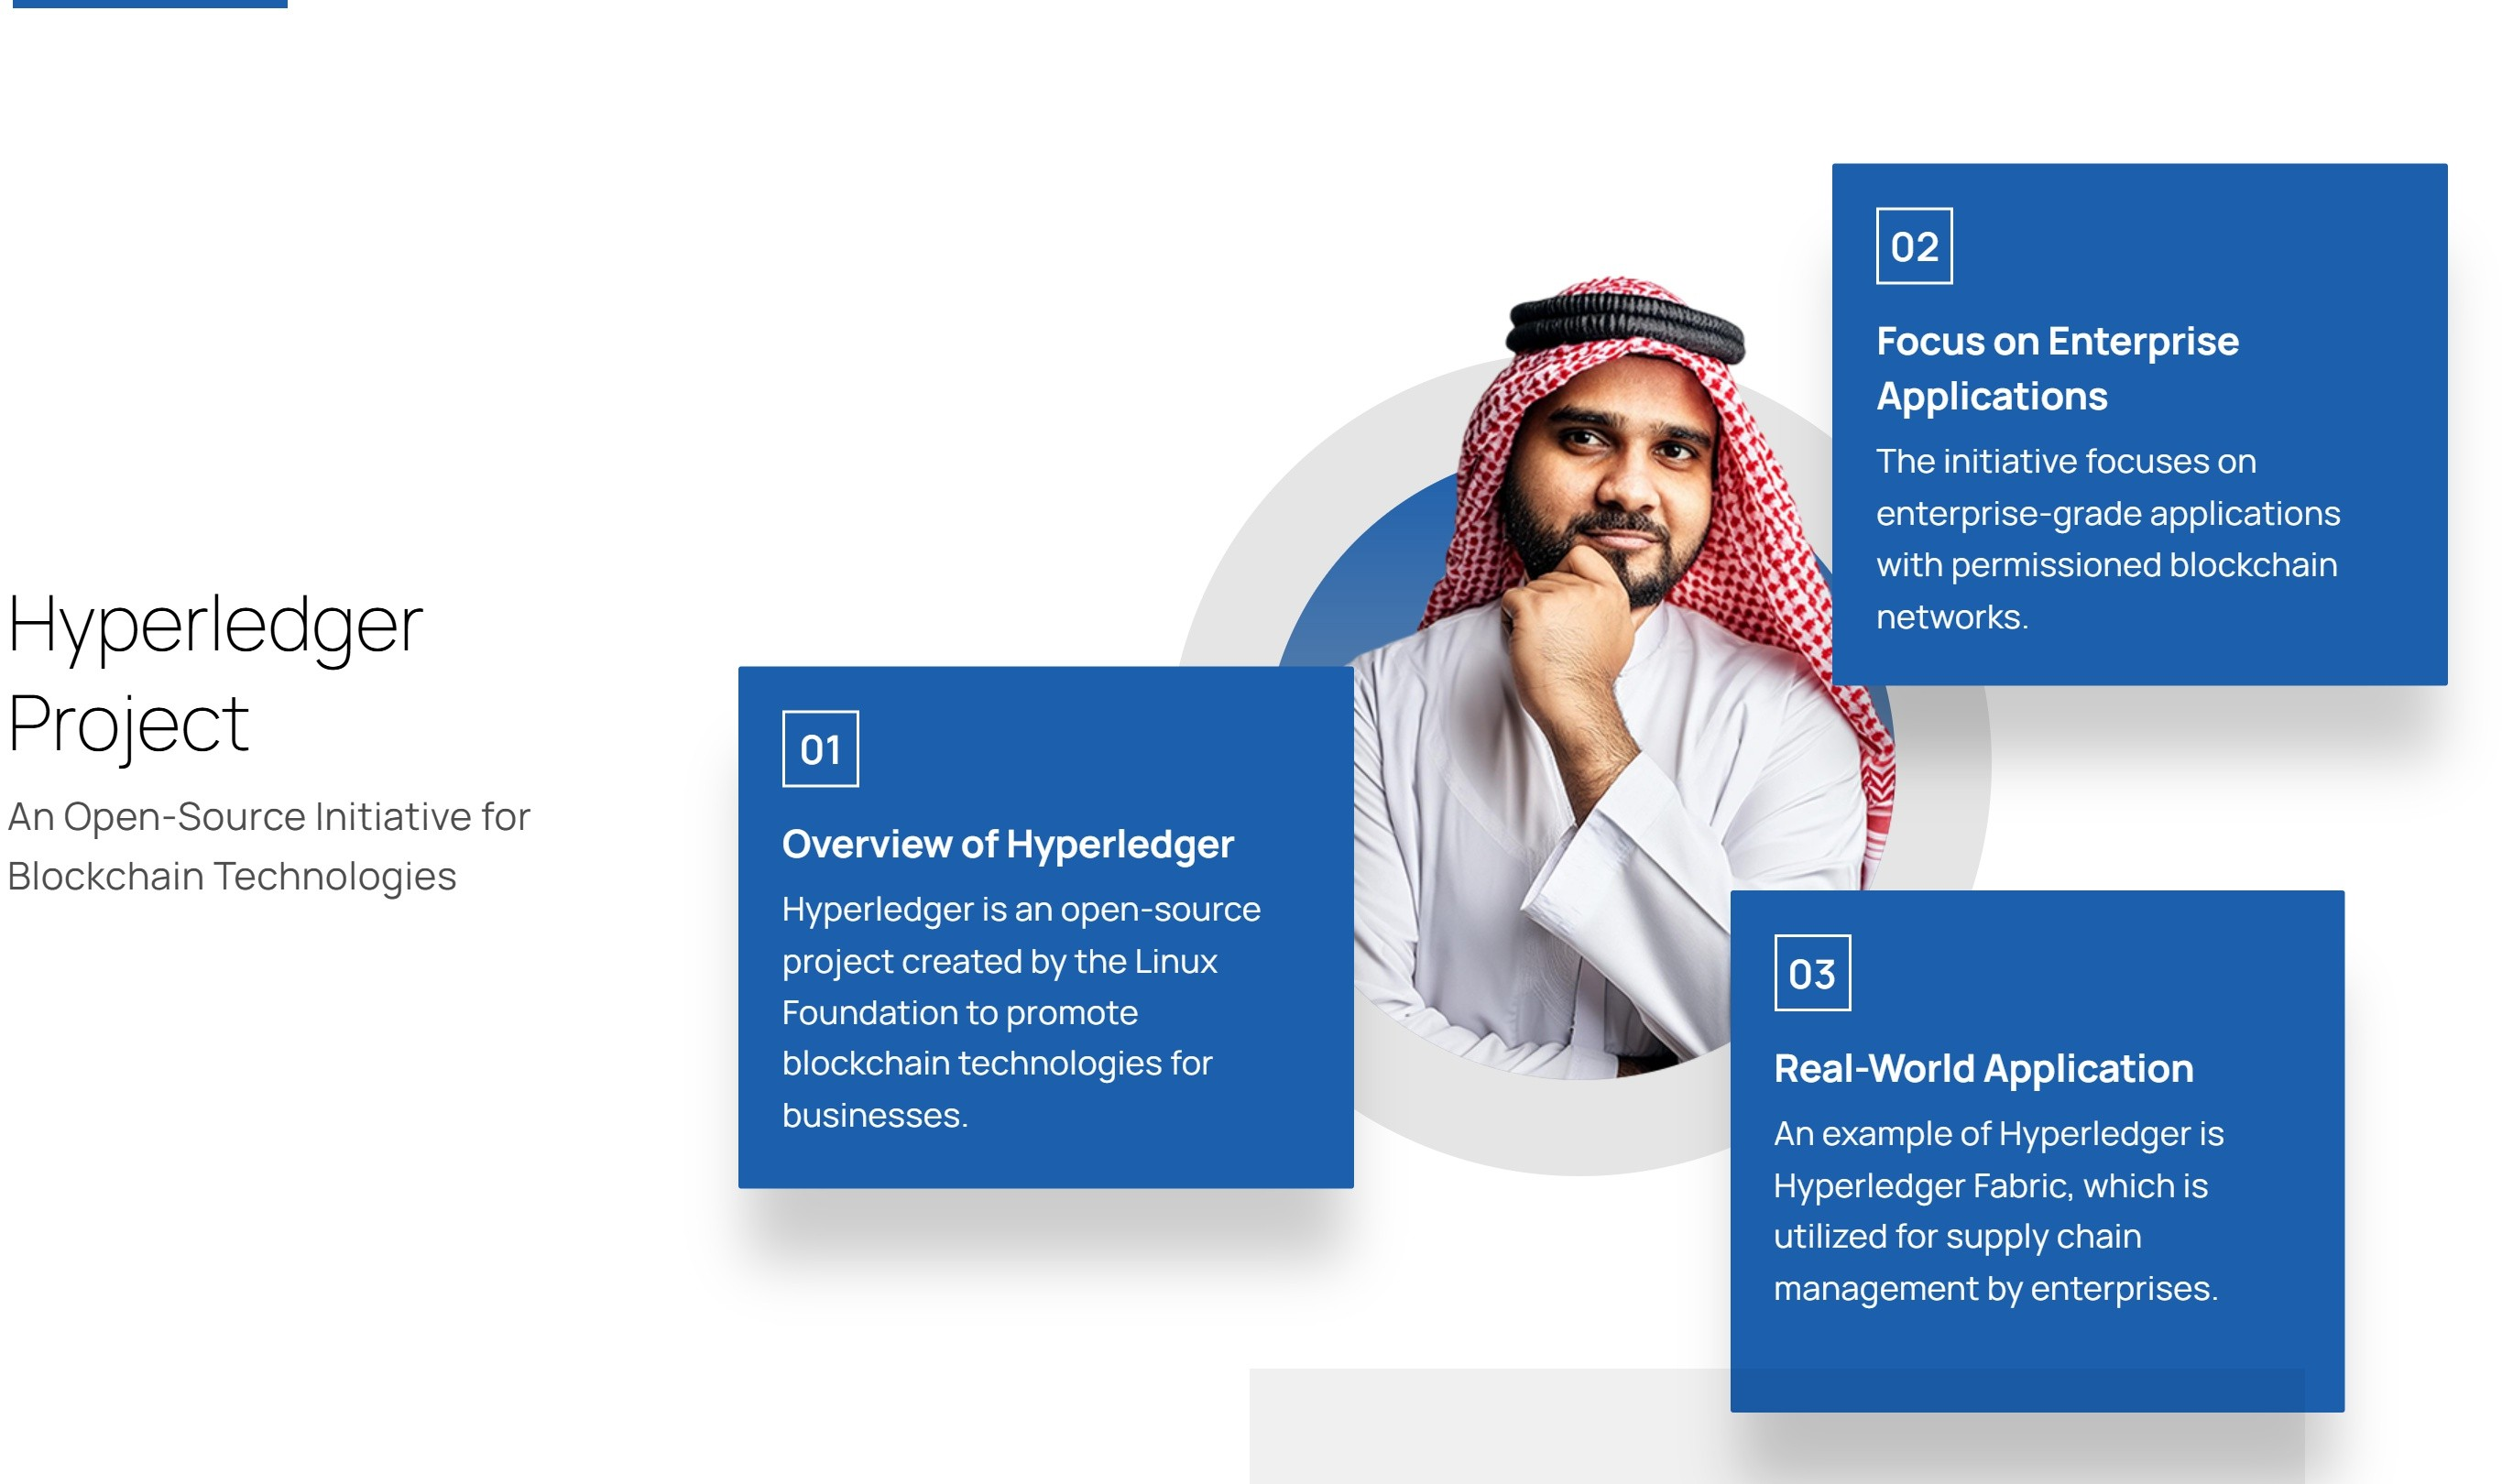 Hyperledger
Project
An Open-Source Initiative for
Blockchain Technologies
01
Overview of Hyperledger
Hyperledger is an open-source
project created by the Linux
Foundation to promote
blockchain technologies for
businesses.
02
Focus on Enterprise
Applications
The initiative focuses on
enterprise-grade applications
with permissioned blockchain
networks.
03
Real-World Application
An example of Hyperledger is
Hyperledger Fabric, which is
utilized for supply chain
management by enterprises.